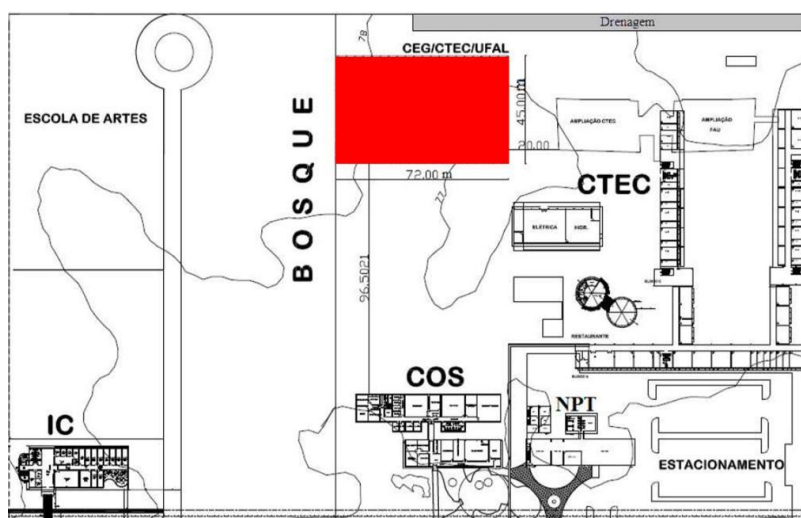 Drenagem
78
CEG/CTEC/UFAL
ESCOLA DE ARTES
BOSQUE
45.00 m
AMPLIAÇÃO CTEC
AMPLIAÇÃO
FAU
20.00
72.00 m
77
CTEC
ELETRICA
HIDR.
96.5021
RESTAURANTE
COS
IC
NPT
ESTACIONAMENTO